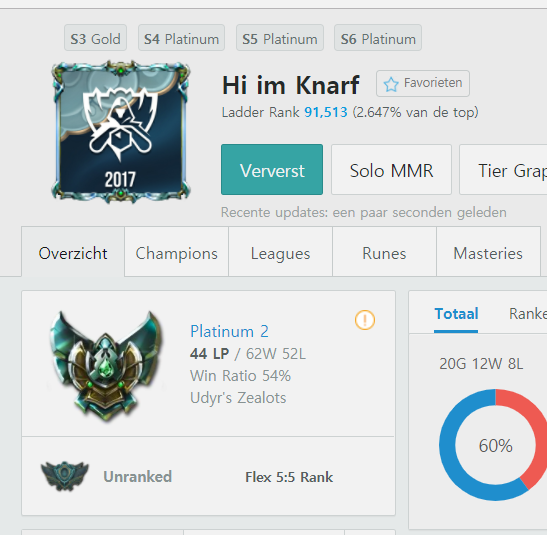 S3 Gold S4 Platinum S5 Platinum S6 Platinum
2017
Hi im Knarf Favorieten
Ladder Rank 91,513 (2.647% van de top)
Ververst Solo MMR Tier Grap
Recente updates: een paar seconden geleden
Overzicht Champions Leagues Runes Masteries
Platinum 2
44 LP / 62W 52L
Win Ratio 54%
Udyr's Zealots
Unranked Flex 5:5 Rank
Totaal Ranke
20G 12W 8L
60%